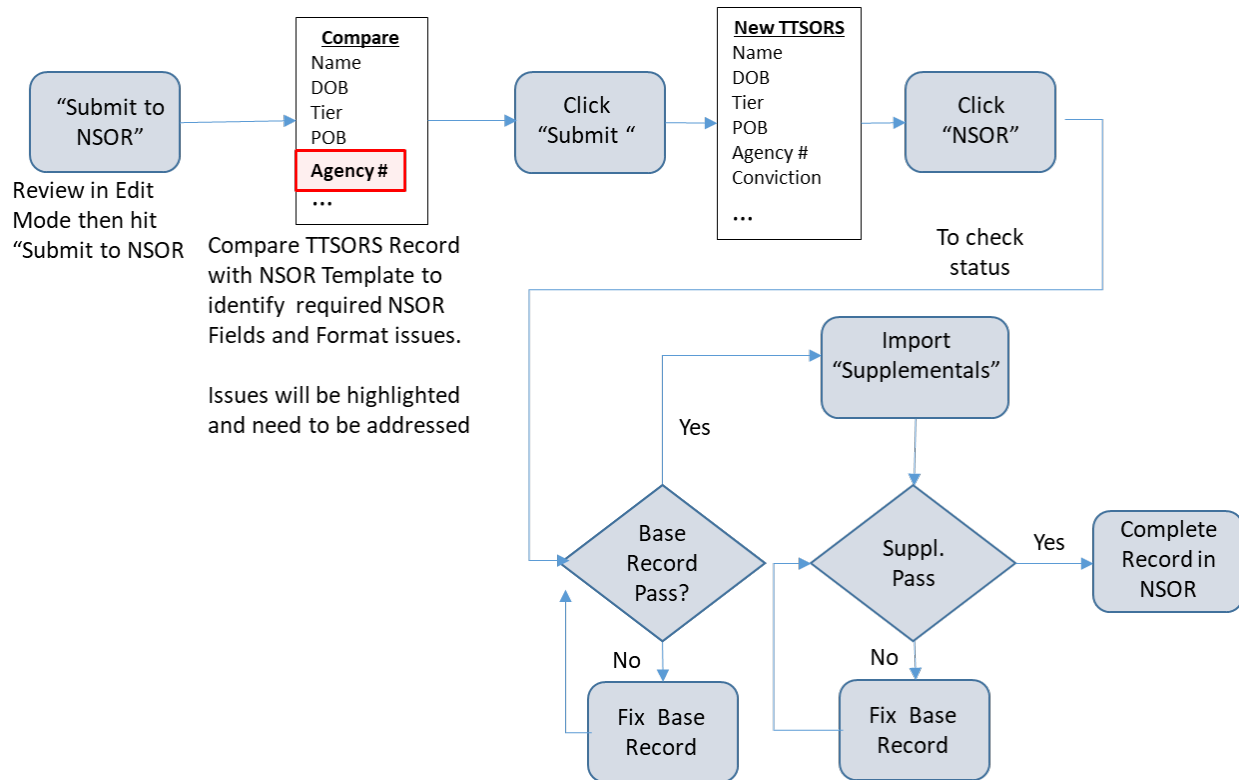 “Submit to
NSOR”
Review in Edit
Mode then hit
“Submit to NSOR
Compare
Name
DOB
Tier
POB
Agency #
...
Compare TTSORS Record
with NSOR Template to
identify required NSOR
Fields and Format issues.
Issues will be highlighted
and need to be addressed
Click
“Submit “
New TTSORS
Name
DOB
Tier
POB
Agency #
Conviction
...
Click
“NSOR”
To check
status
Import
“Supplementals”
Yes
Base
Record
Pass?
No
Fix Base
Record
Suppl.
Pass
Yes
No
Fix Base
Record
Complete
Record in
NSOR